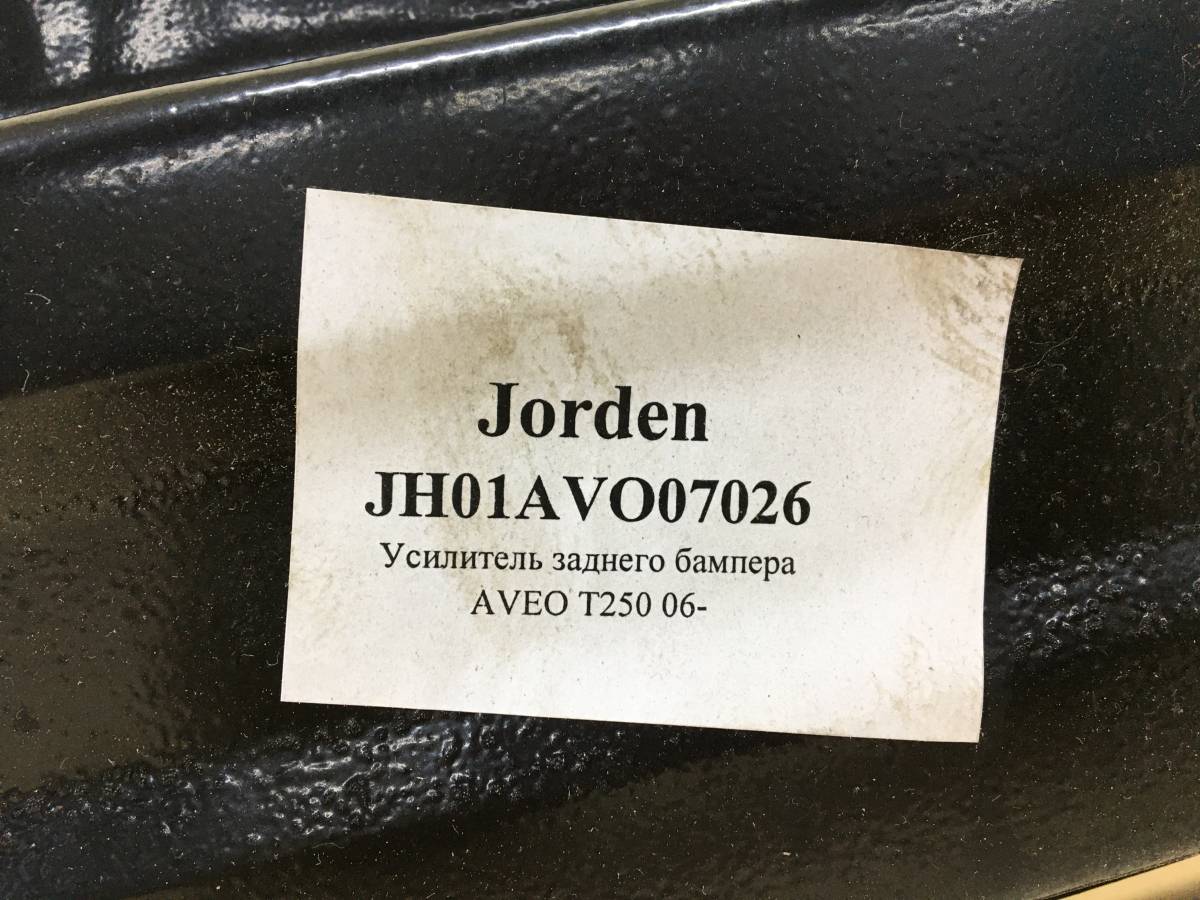 Jorden
JH01AVO07026
Усилитель заднего бампера
AVEO T250 06-